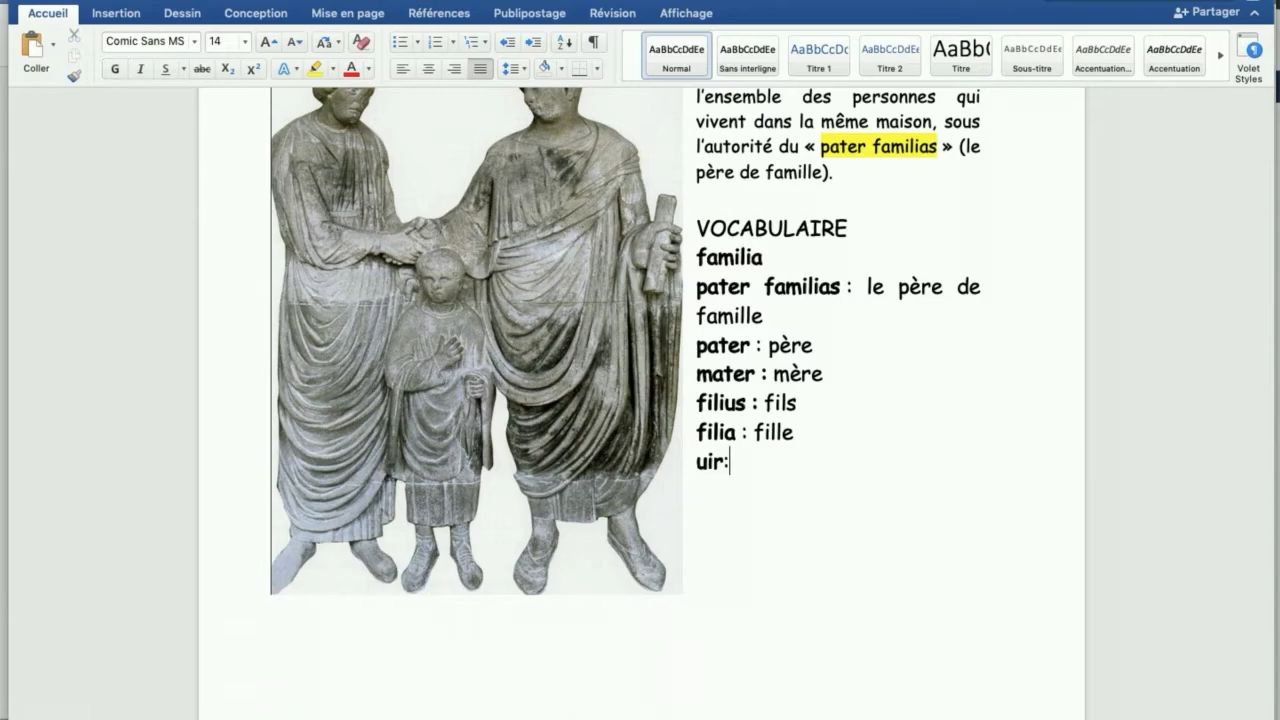 Accueil Insertion Dessin Conception Mise en page Références Publipostage Révision Affichage Partager
Comic Sans MS 14
Coller
G I S abc X₂ X² A A
AaBbCcDdEe AaBbCcDdEe AaBbCcDc AaBbCcDdEe AaBb( AaBbCcDdEe AaBbCcDdEe AaBbCcDdEe
Normal Sans interligne Titre 1 Titre 2 Titre Sous-titre Accentuation... Accentuation
Volet
Styles
l'ensemble des personnes qui
vivent dans la même maison, sous
l'autorité du « pater familias » (le
père de famille).
VOCABULAIRE
familia
pater familias : le père de
famille
pater : père
mater : mère
filius : fils
filia : fille
uir: